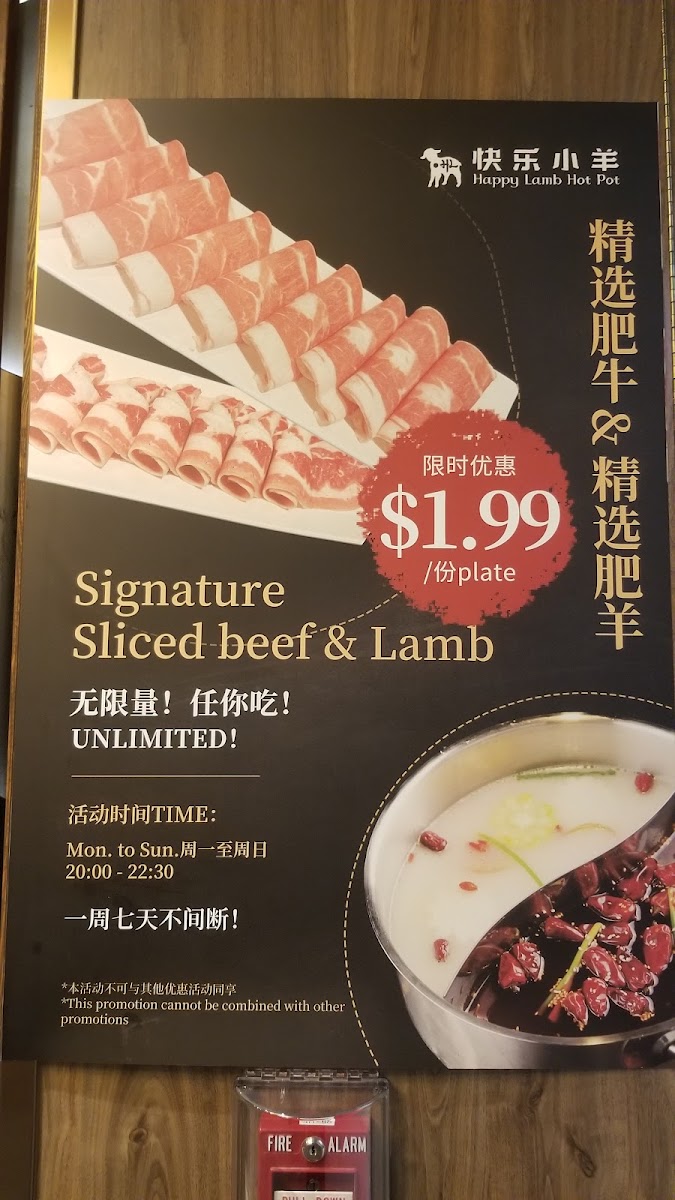 快乐小羊
Happy Lamb Hot Pot
精选肥牛 & 精选肥羊
限时优惠
$1.99
/份plate
Signature
Sliced beef & Lamb
无限量！任你吃！
UNLIMITED!
活动时间TIME:
Mon. to Sun.周一至周日
20:00 - 22:30
一周七天不间断！
*本活动不可与其他优惠活动同享
*This promotion cannot be combined with other
promotions
FIRE ALARM
PULL DOWN